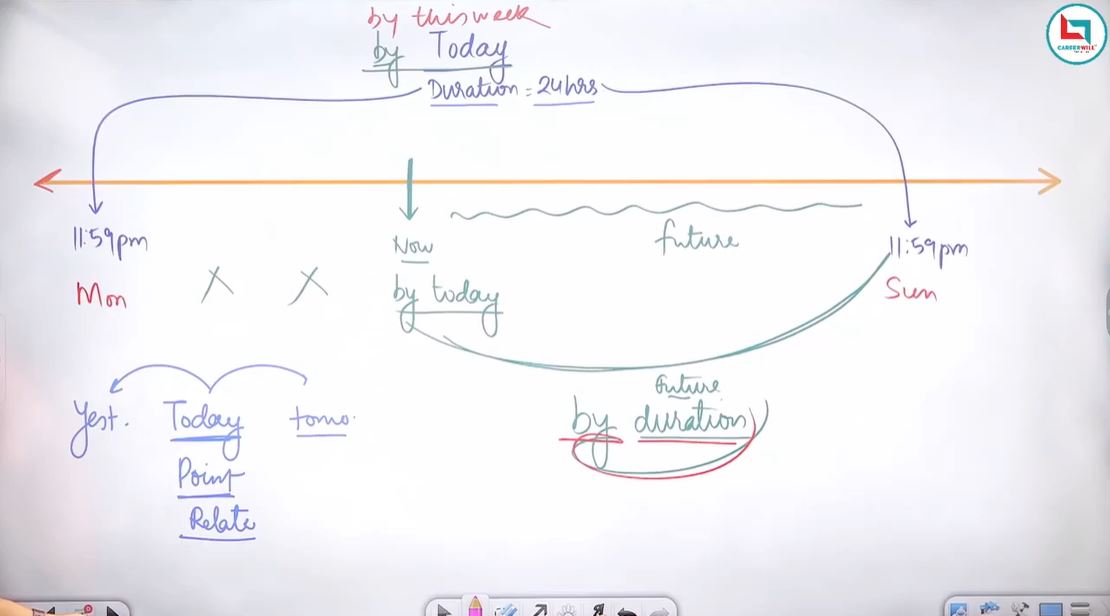 by this week
by Today
Duration = 24hrs
CAREERWILL
11:59pm
Now
future
11:59pm
Mon
X X
by today
Sun
Yest. Today tomo.
future
by duration
Point
Relate